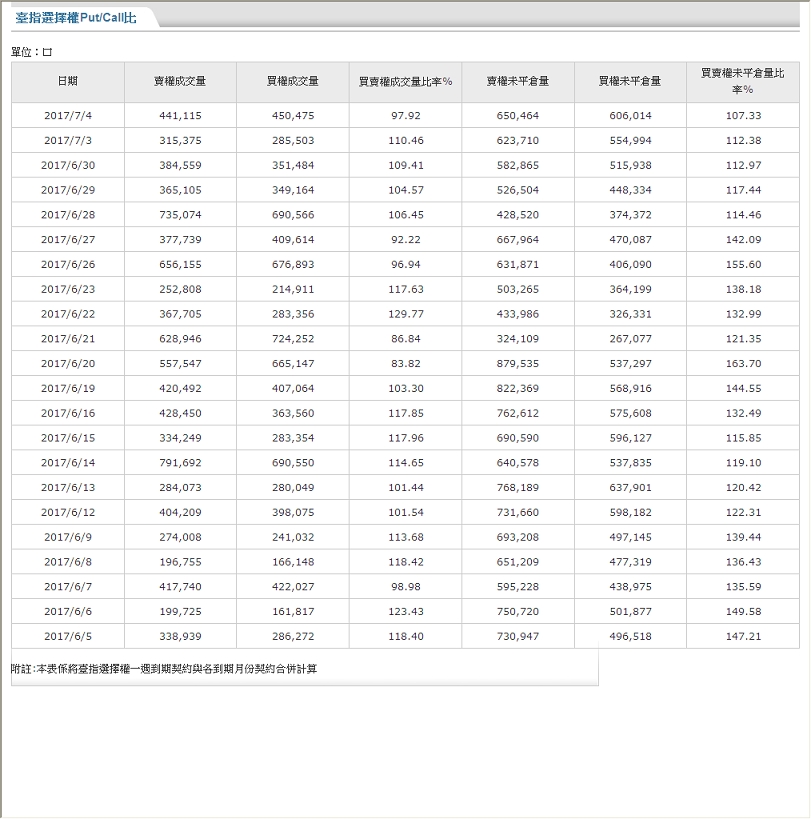 臺指選擇權Put/Call比
單位：口
日期 賣權成交量 買權成交量 買賣權成交量比率% 賣權未平倉量 買權未平倉量 買賣權未平倉量比率%
2017/7/4 441,115 450,475 97.92 650,464 606,014 107.33
2017/7/3 315,375 285,503 110.46 623,710 554,994 112.38
2017/6/30 384,559 351,484 109.41 582,865 515,938 112.97
2017/6/29 365,105 349,164 104.57 526,504 448,334 117.44
2017/6/28 735,074 690,566 106.45 428,520 374,372 114.46
2017/6/27 377,739 409,614 92.22 667,964 470,087 142.09
2017/6/26 656,155 676,893 96.94 631,871 406,090 155.60
2017/6/23 252,808 214,911 117.63 503,265 364,199 138.18
2017/6/22 367,705 283,356 129.77 433,986 326,331 132.99
2017/6/21 628,946 724,252 86.84 324,109 267,077 121.35
2017/6/20 557,547 665,147 83.82 879,535 537,297 163.70
2017/6/19 420,492 407,064 103.30 822,369 568,916 144.55
2017/6/16 428,450 363,560 117.85 762,612 575,608 132.49
2017/6/15 334,249 283,354 117.96 690,590 596,127 115.85
2017/6/14 791,692 690,550 114.65 640,578 537,835 119.10
2017/6/13 284,073 280,049 101.44 768,189 637,901 120.42
2017/6/12 404,209 398,075 101.54 731,660 598,182 122.31
2017/6/9 274,008 241,032 113.68 693,208 497,145 139.44
2017/6/8 196,755 166,148 118.42 651,209 477,319 136.43
2017/6/7 417,740 422,027 98.98 595,228 438,975 135.59
2017/6/6 199,725 161,817 123.43 750,720 501,877 149.58
2017/6/5 338,939 286,272 118.40 730,947 496,518 147.21
附註:本表係將臺指選擇權一週到期契約與各到期月份契約合併計算